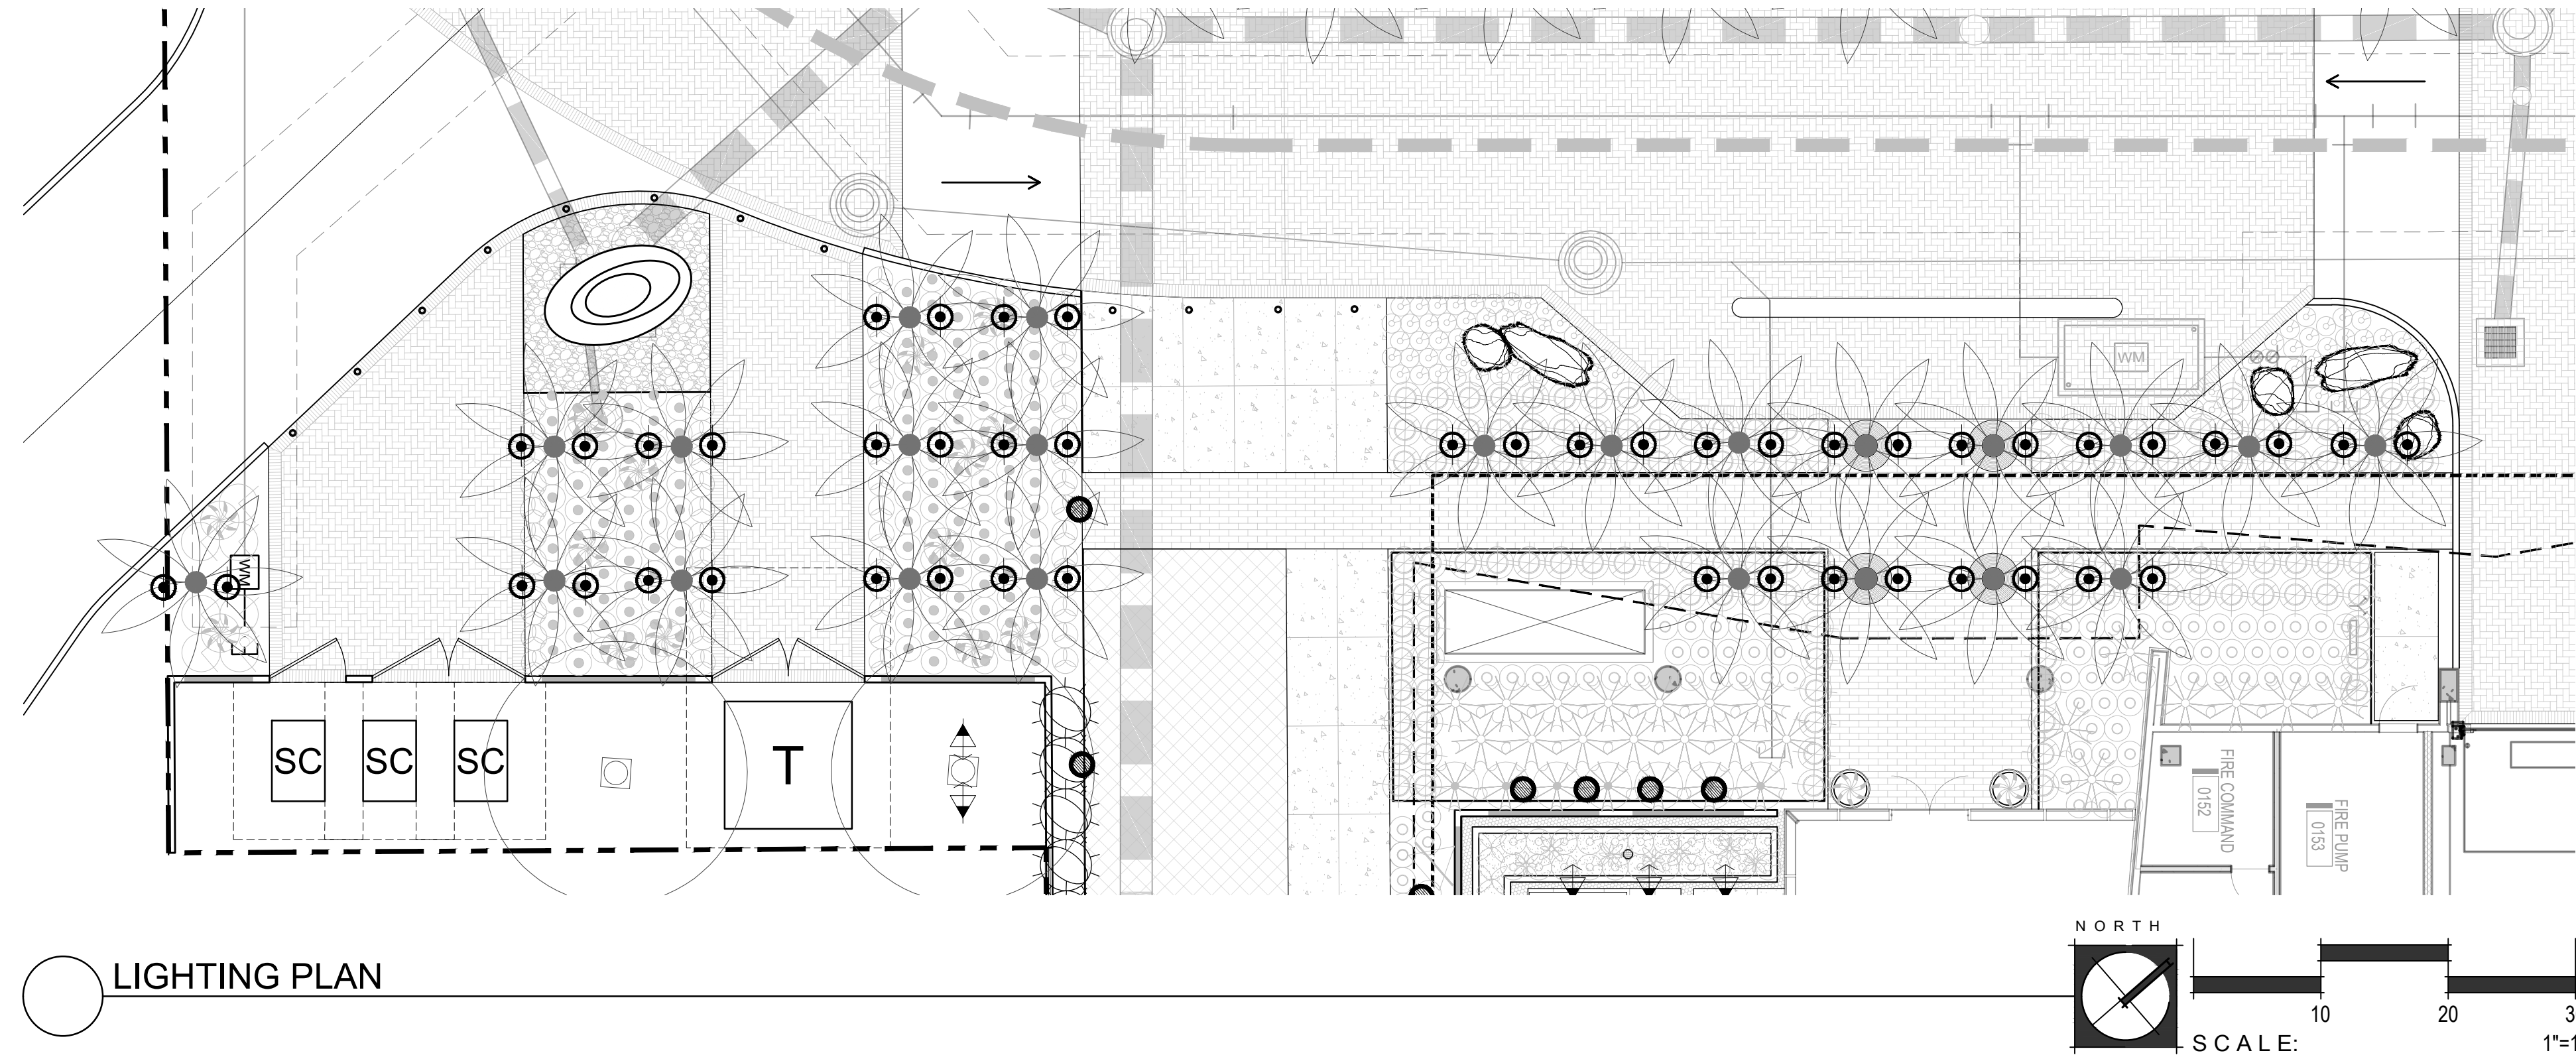 WM
WM
SC
SC
SC
T
FIRE COMMAND
0152
FIRE PUMP
0153
NORTH
LIGHTING PLAN
10
20
SCALE: